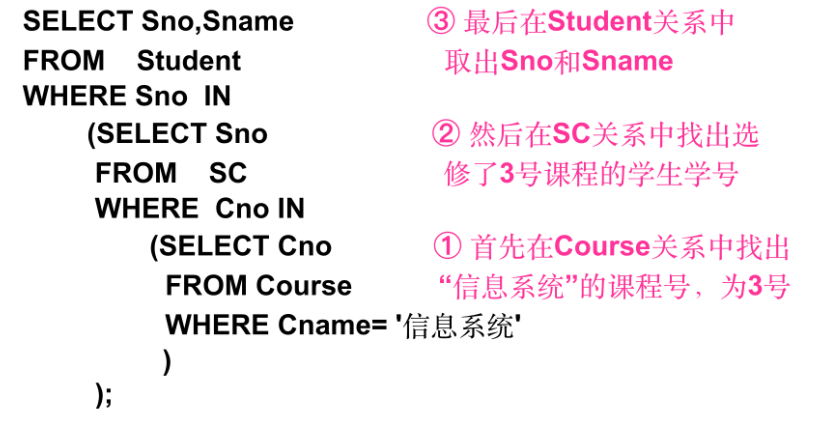 SELECT Sno,Sname ③ 最后在Student关系中
FROM Student 取出Sno和Sname
WHERE Sno IN
(SELECT Sno ② 然后在SC关系中找出选
FROM SC 修了3号课程的学生学号
WHERE Cno IN
(SELECT Cno ① 首先在Course关系中找出
FROM Course “信息系统”的课程号，为3号
WHERE Cname= '信息系统'
)
);